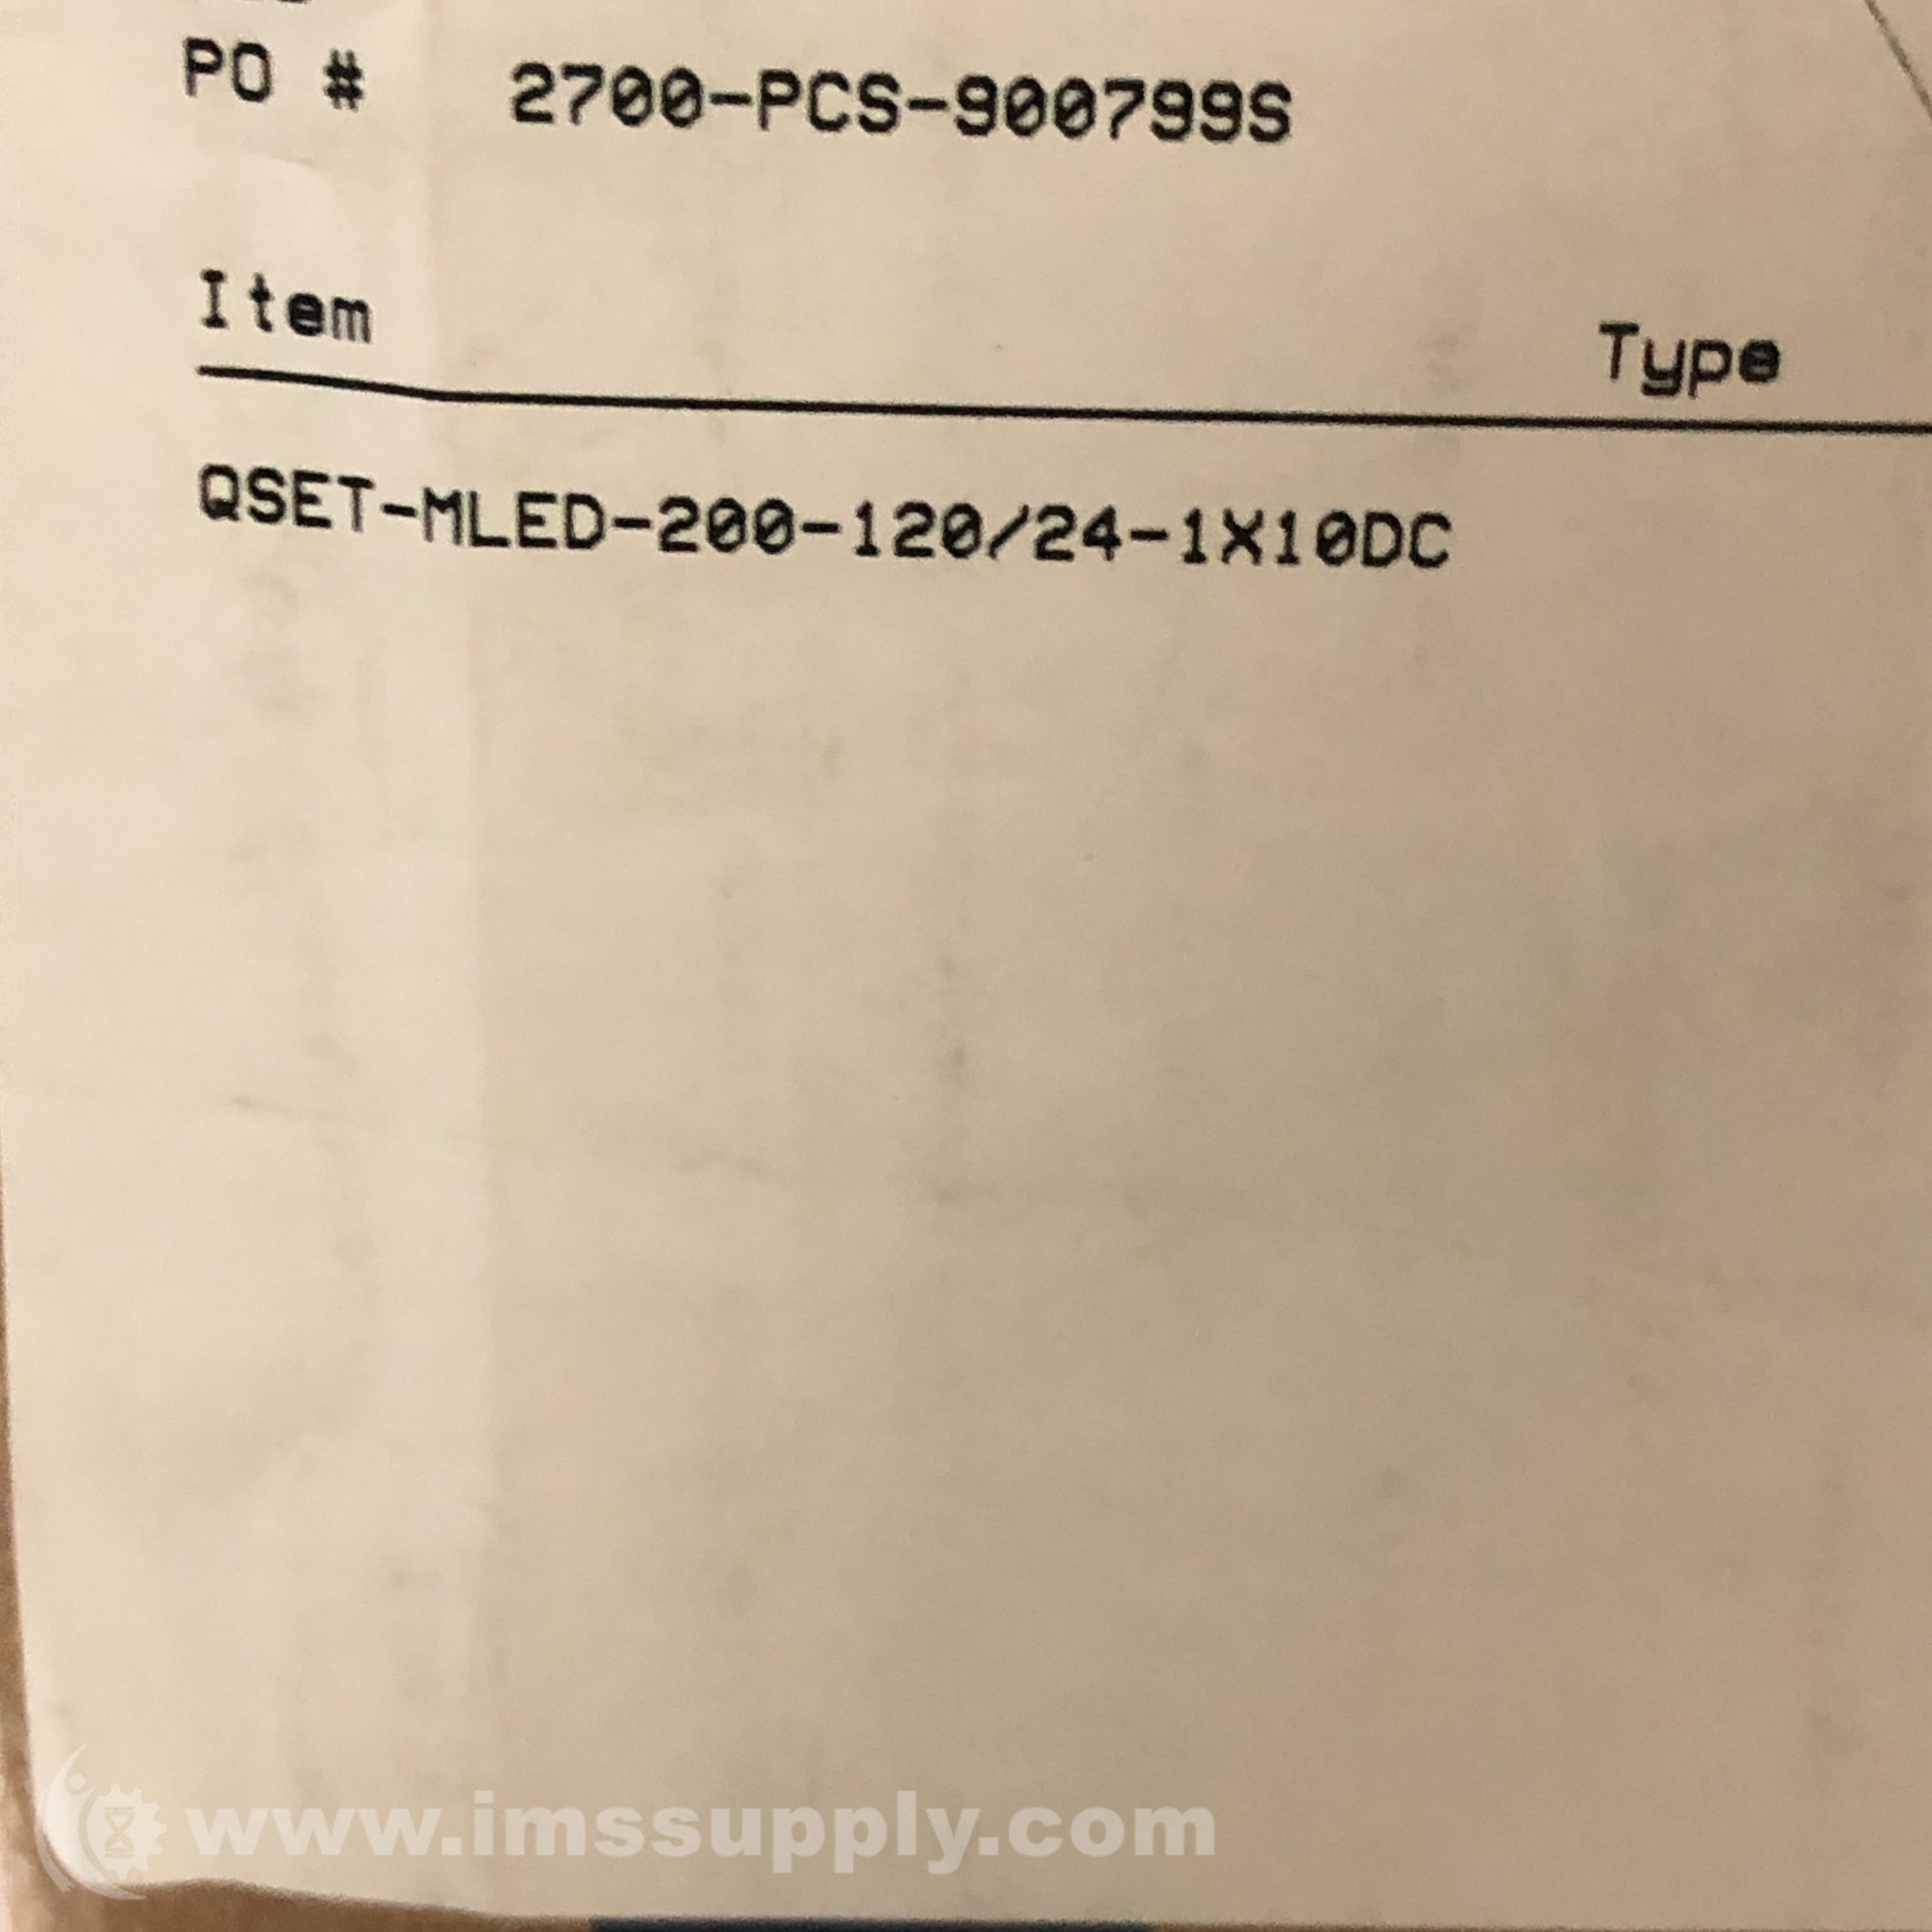 PO # 2700-PCS-900799S
Item Type
QSET-MLED-200-120/24-1X10DC
www.imssupply.com